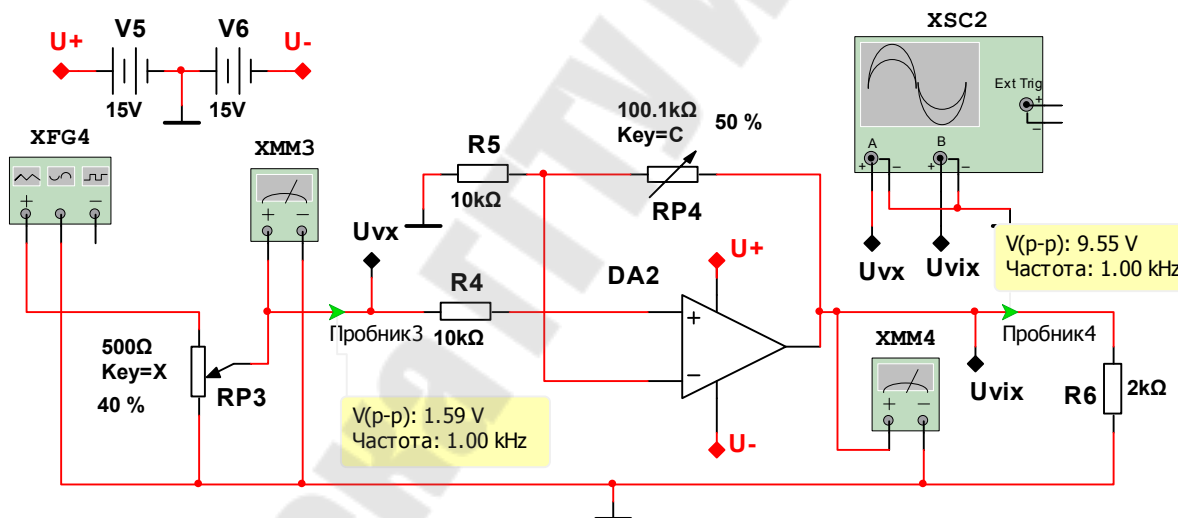 XSC2
V5
V6
U+
U-
15V
15V
Ext Trig
+
−
A
B
+
−
+
−
XFG4
+
−
XMM3
+
−
100.1kΩ
Key=C
50 %
R5
10kΩ
RP4
Uvx
Uvx
Uvix
V(p-p): 9.55 V
Частота: 1.00 kHz
U+
DA2
R4
10kΩ
+
−
U-
Пробник3
Пробник4
500Ω
Key=X
40 %
RP3
V(p-p): 1.59 V
Частота: 1.00 kHz
XMM4
+
−
Uvix
R6
2kΩ